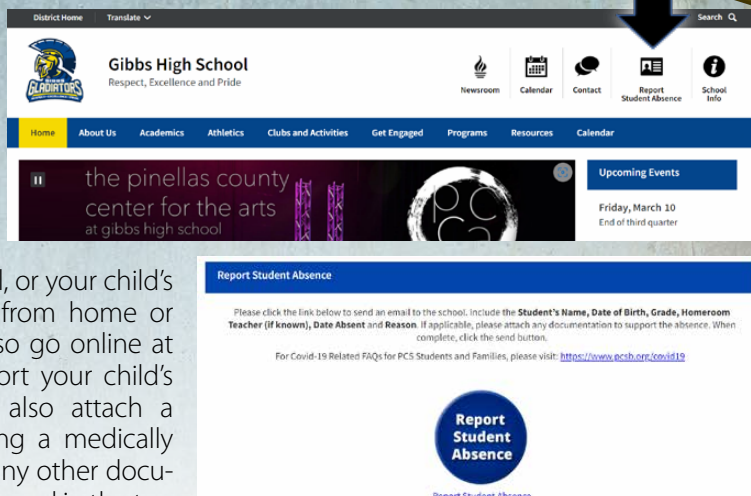 District Home Translate Search
Gibbs High School
Respect, Excellence and Pride
GLADIATORS
Newsroom Calendar Contact Report Student Absence School Info
Home About Us Academics Athletics Clubs and Activities Get Engaged Programs Resources Calendar
the pinellas county
center for the arts
at gibbs high school
pcca
Upcoming Events
Friday, March 10
End of third quarter
l, or your child's
from home or
so go online at
ort your child's
also attach a
ng a medically
ny other docu-
Report Student Absence
Please click the link below to send an email to the school. Include the Student's Name, Date of Birth, Grade, Homeroom
Teacher (if known), Date Absent and Reason. If applicable, please attach any documentation to support the absence. When
complete, click the send button.
For Covid-19 Related FAQs for PCS Students and Families, please visit: https://www.pcsb.org/covid19
Report
Student
Absence
Report Student Absence